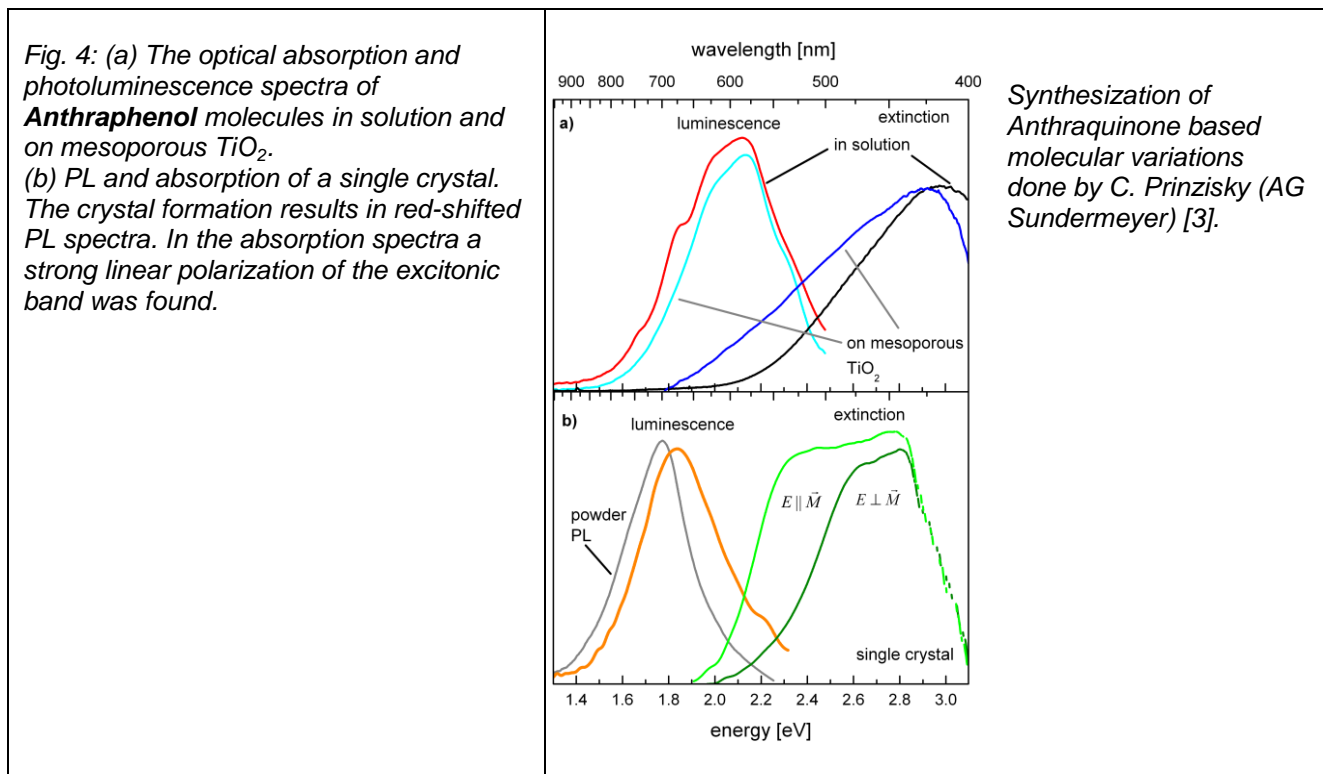 Fig. 4: (a) The optical absorption and
photoluminescence spectra of
Anthraphenol molecules in solution and
on mesoporous TiO2.
(b) PL and absorption of a single crystal.
The crystal formation results in red-shifted
PL spectra. In the absorption spectra a
strong linear polarization of the excitonic
band was found.
wavelength [nm]
900 800 700 600 500 400
a)
luminescence
extinction
in solution
on mesoporous
TiO2
b)
luminescence
extinction
powder
PL
E || M⃗
E ⊥ M⃗
single crystal
1.4 1.6 1.8 2.0 2.2 2.4 2.6 2.8 3.0
energy [eV]
Synthesization of
Anthraquinone based
molecular variations
done by C. Prinzisky (AG
Sundermeyer) [3].